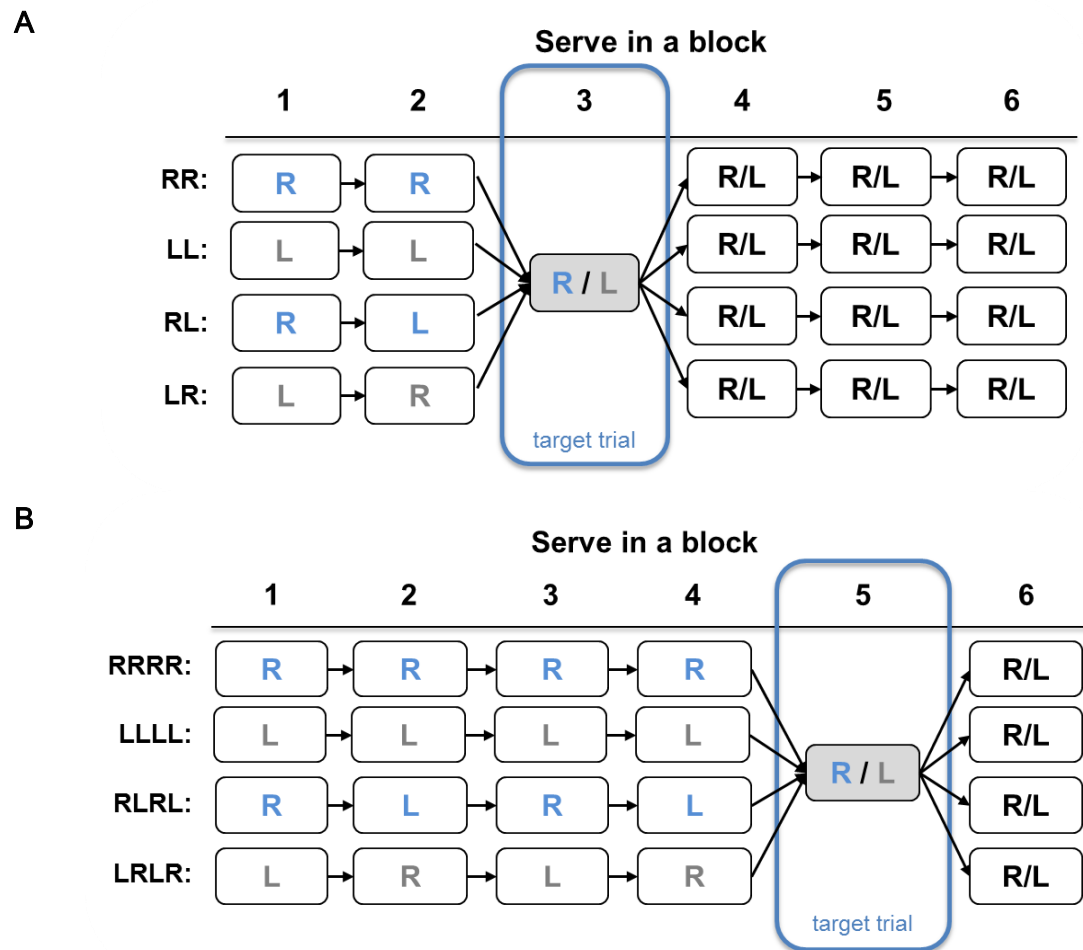 A
Serve in a block
1 2 3 4 5 6
RR: R R R/L R/L R/L
LL: L L R/L R/L R/L
R / L
RL: R L R/L R/L R/L
LR: L R R/L R/L R/L
target trial
B
Serve in a block
1 2 3 4 5 6
RRRR: R R R R R/L
LLLL: L L L L R/L
R / L
RLRL: R L R L R/L
LRLR: L R L R R/L
target trial